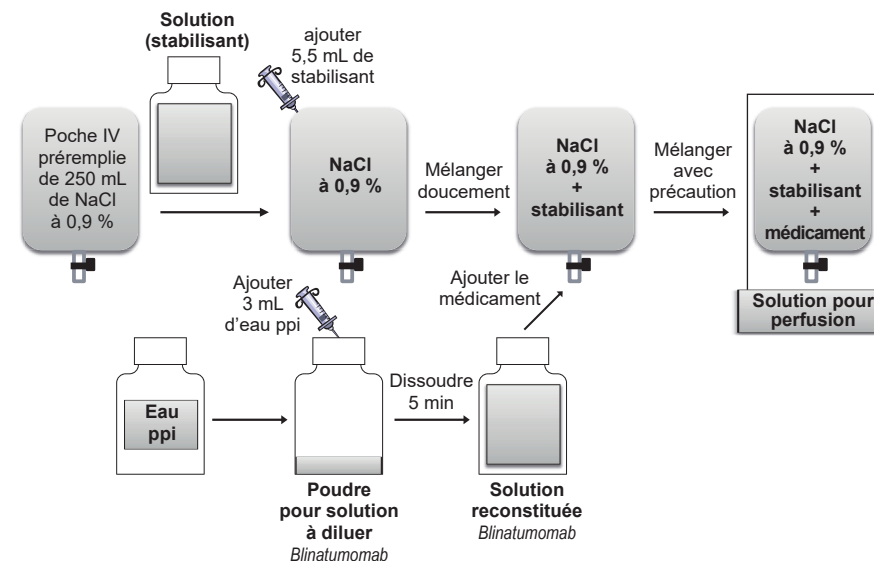 Solution
(stabilisant)
ajouter
5,5 mL de
stabilisant
Poche IV
préremplie
de 250 mL
de NaCl
à 0,9 %
NaCl
à 0,9 %
Mélanger
doucement
NaCl
à 0,9 %
+
stabilisant
Mélanger
avec
précaution
NaCl
à 0,9 %
+
stabilisant
+
médicament
Solution pour
perfusion
Ajouter
3 mL
d’eau ppi
Ajouter le
médicament
Eau
ppi
Dissoudre
5 min
Poudre
pour solution
à diluer
Blinatumomab
Solution
reconstituée
Blinatumomab